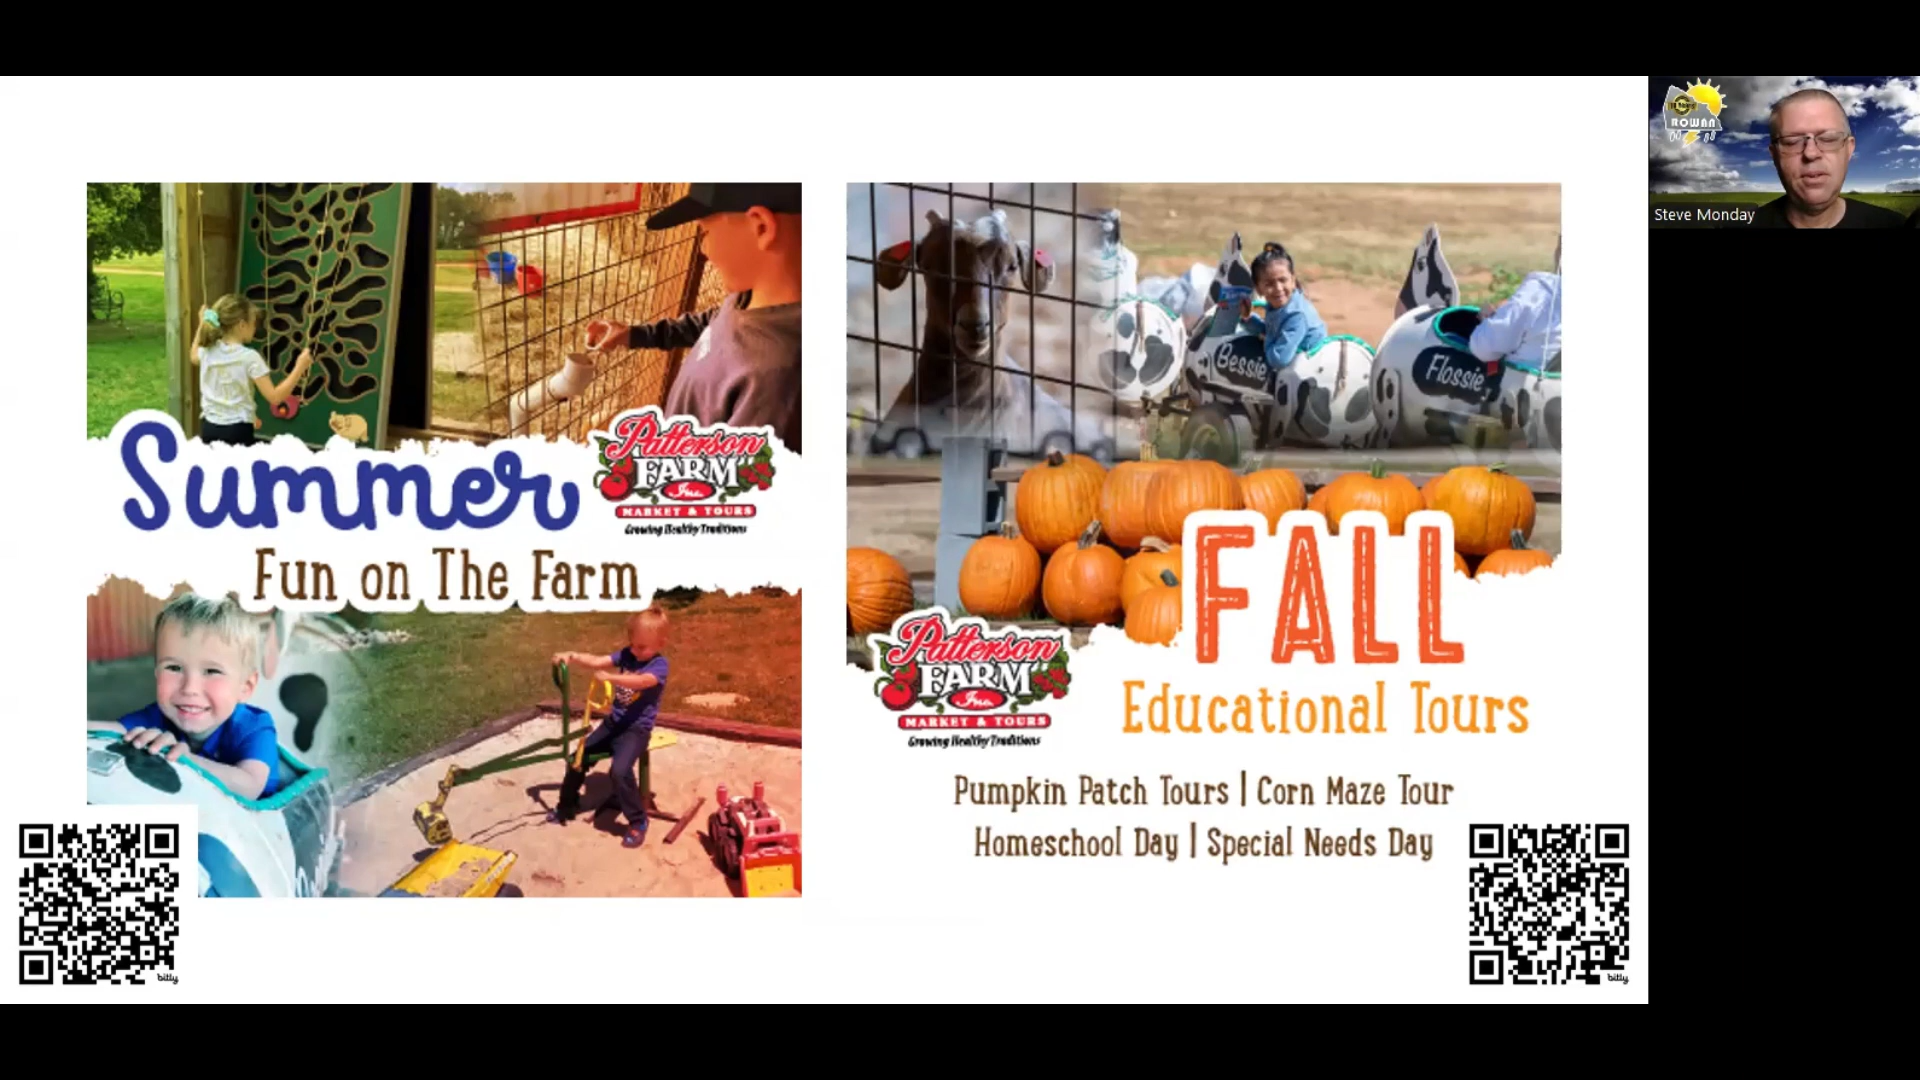 Summer
Patterson
FARM
Inc.
MARKET & TOURS
Growing Healthy Traditions
Fun on The Farm
bitly
Bessie
Flossie
FALL
Patterson
FARM
Inc.
MARKET & TOURS
Growing Healthy Traditions
Educational Tours
Pumpkin Patch Tours | Corn Maze Tour
Homeschool Day | Special Needs Day
bitly
ROWAN
Steve Monday